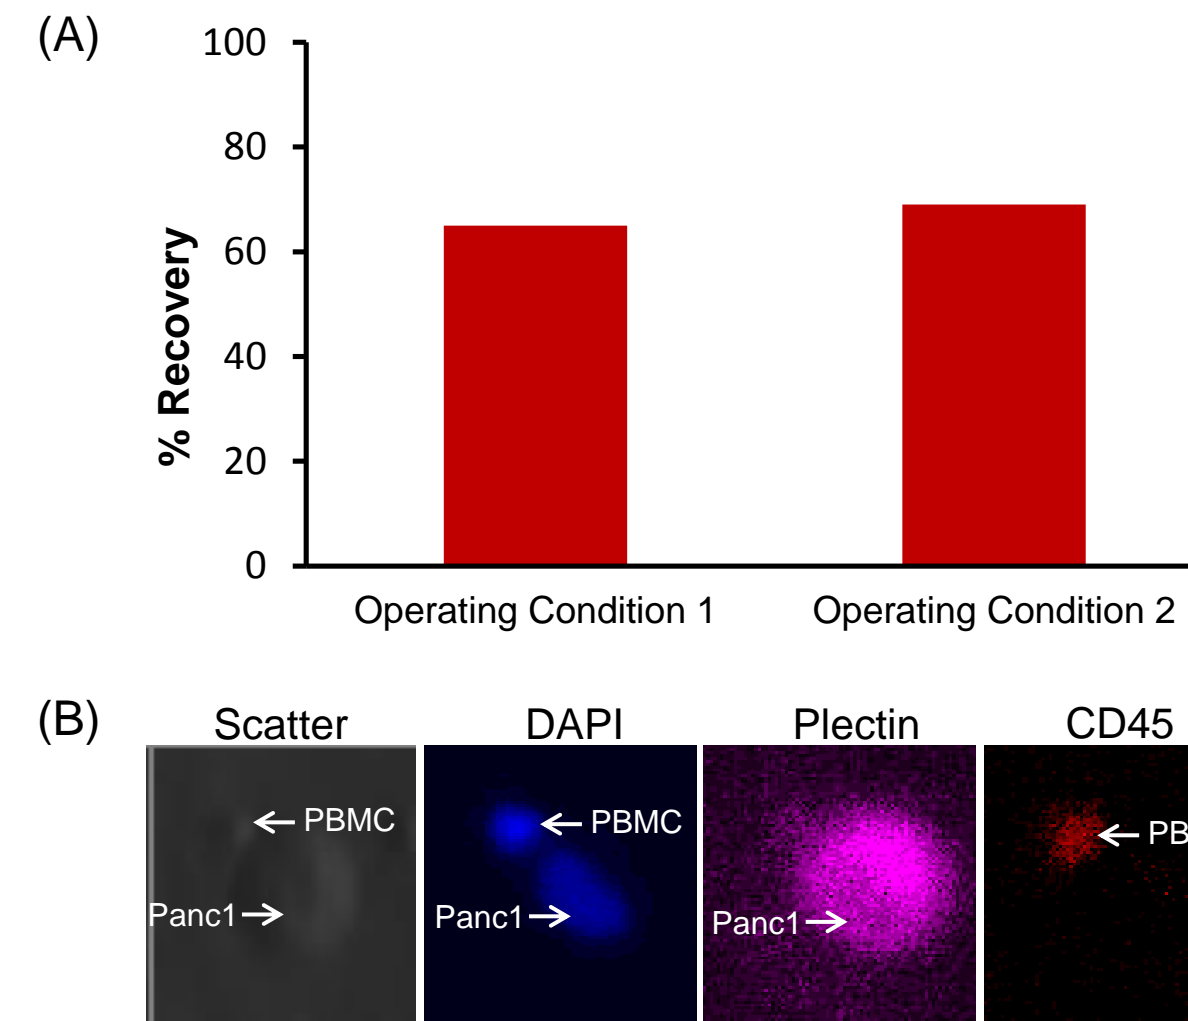 (A)
100
80
60
40
20
0
% Recovery
Operating Condition 1
Operating Condition 2
(B)
Scatter
DAPI
Plectin
CD45
PBMC
Panc1
PBMC
Panc1
Panc1
PB